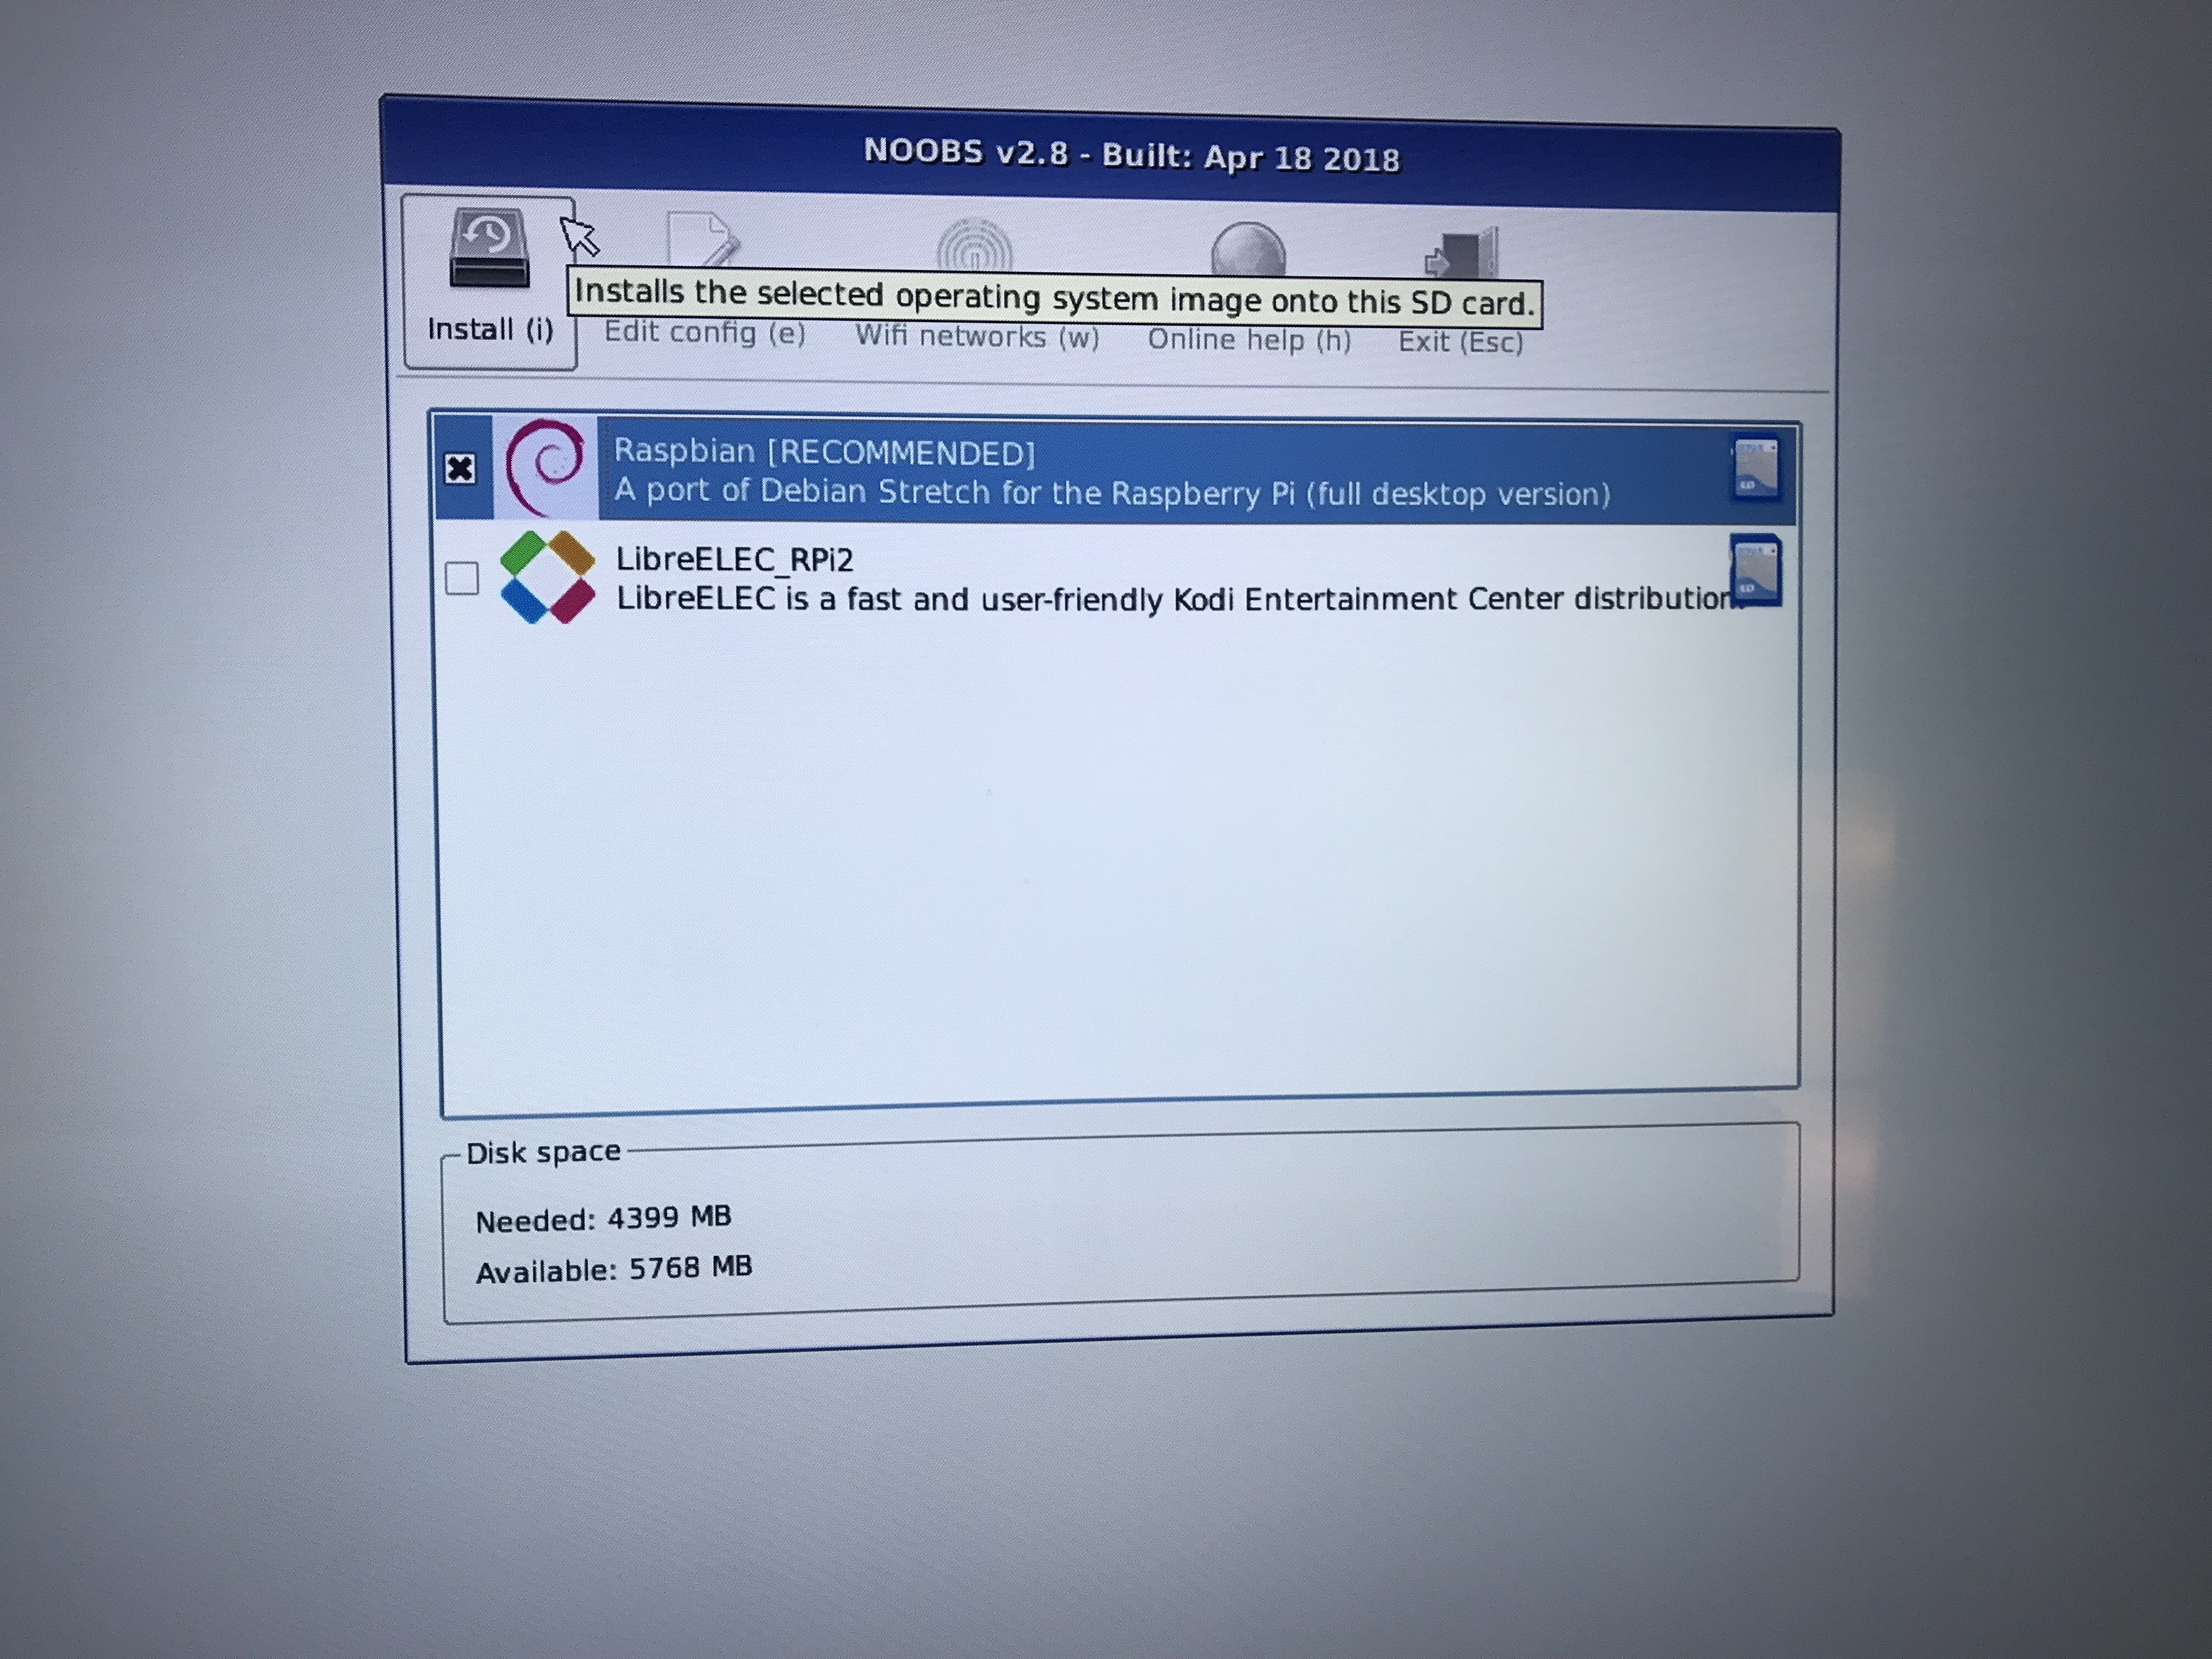 NOOBS v2.8 - Built: Apr 18 2018
Installs the selected operating system image onto this SD card.
Install (i) Edit config (e) Wifi networks (w) Online help (h) Exit (Esc)
Raspbian [RECOMMENDED]
A port of Debian Stretch for the Raspberry Pi (full desktop version)
LibreELEC_RPi2
LibreELEC is a fast and user-friendly Kodi Entertainment Center distribution.
Disk space
Needed: 4399 MB
Available: 5768 MB